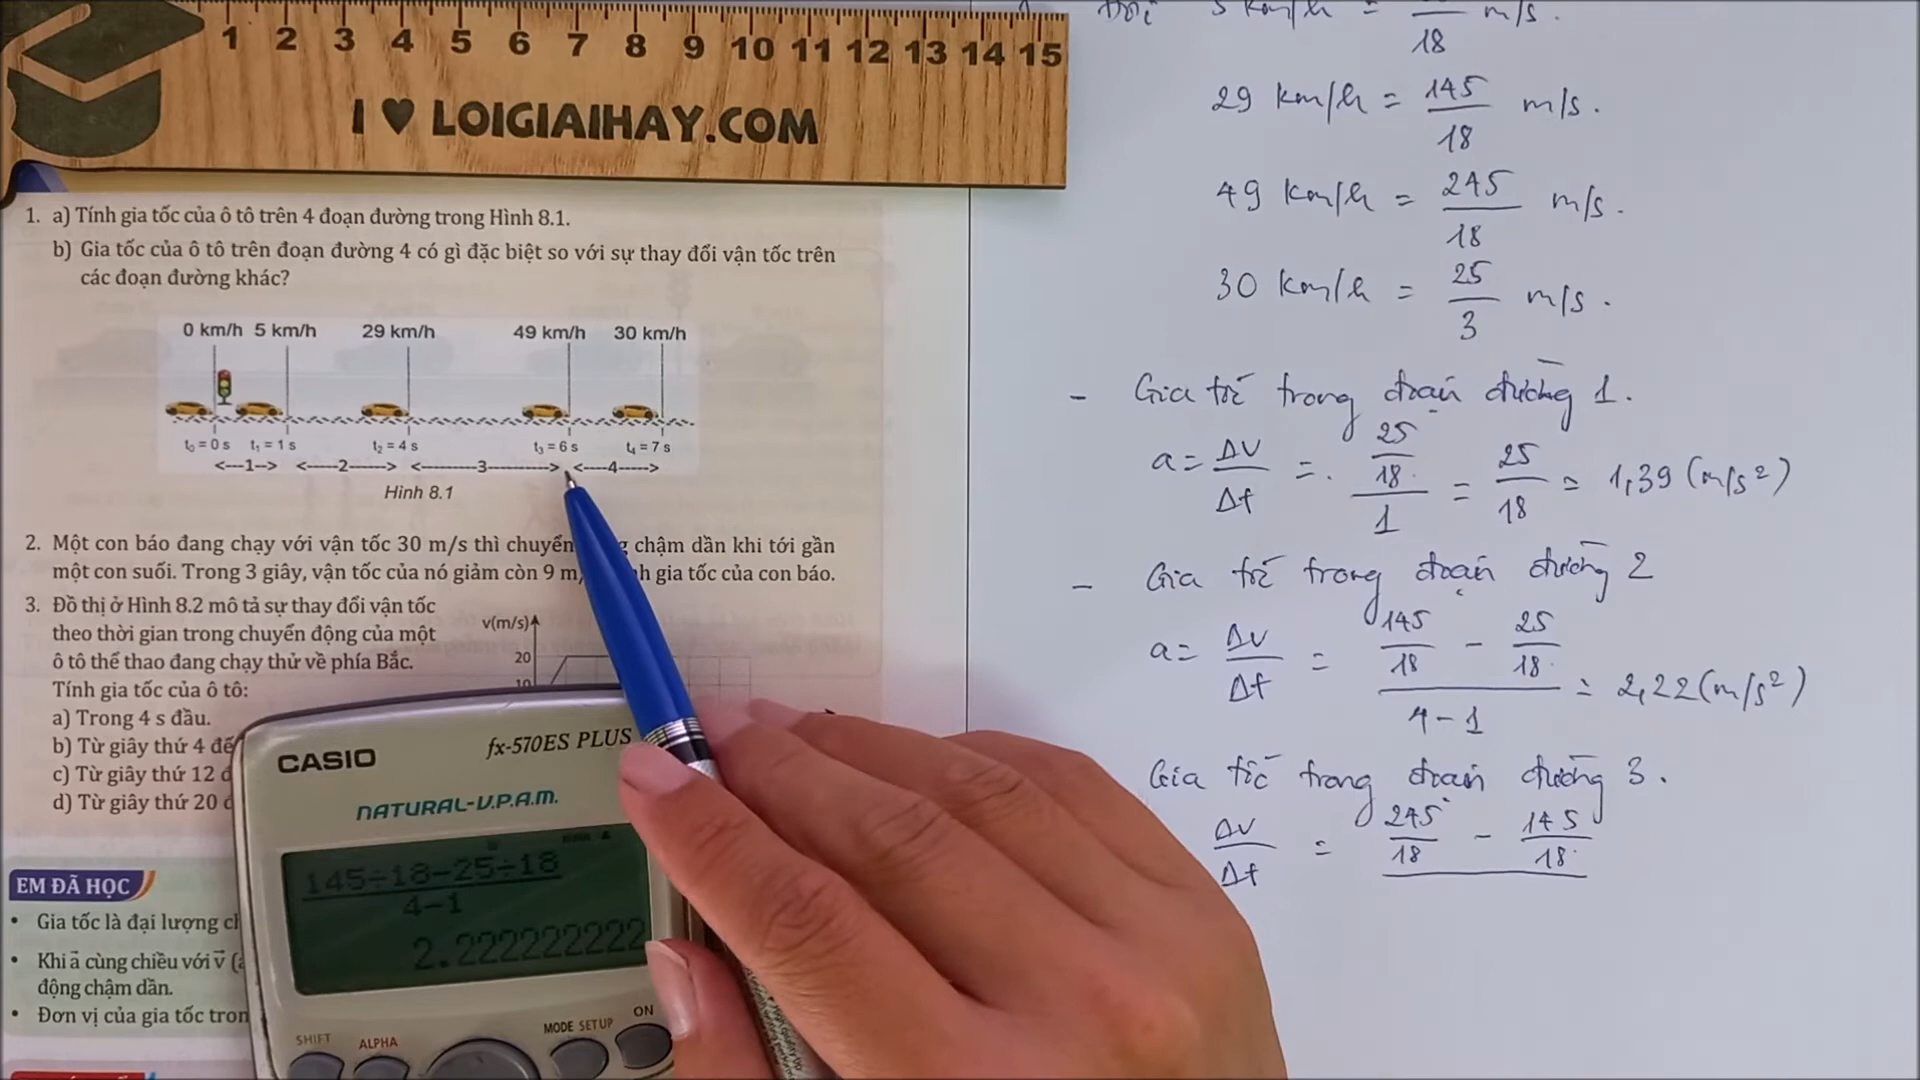 1 2 3 4 5 6 7 8 9 10 11 12 13 14 15
I ♥ LOIGIAIHAY.COM
1. a) Tính gia tốc của ô tô trên 4 đoạn đường trong Hình 8.1.
b) Gia tốc của ô tô trên đoạn đường 4 có gì đặc biệt so với sự thay đổi vận tốc trên
các đoạn đường khác?
0 km/h 5 km/h 29 km/h 49 km/h 30 km/h
t₀ = 0 s t₁ = 1 s t₂ = 4 s t₃ = 6 s t₄ = 7 s
1 2 3 4
Hình 8.1
2. Một con báo đang chạy với vận tốc 30 m/s thì chuyển chậm dần khi tới gần
một con suối. Trong 3 giây, vận tốc của nó giảm còn 9 m/ gia tốc của con báo.
3. Đồ thị ở Hình 8.2 mô tả sự thay đổi vận tốc
theo thời gian trong chuyển động của một
ô tô thể thao đang chạy thử về phía Bắc.
Tính gia tốc của ô tô:
a) Trong 4 s đầu.
b) Từ giây thứ 4
c) Từ giây thứ 12
d) Từ giây thứ 20
v(m/s)
20
10
EM ĐÃ HỌC
• Gia tốc là đại lượng
• Khi a⃗ cùng chiều với v⃗
động chậm dần.
• Đơn vị của gia tốc
CASIO fx-570ES PLUS
NATURAL-V.P.A.M.
145÷18-25÷18
4-1
2.222222222
SHIFT ALPHA MODE SETUP ON
5 km/h = /18 m/s.
29 km/h = 145/18 m/s.
49 km/h = 245/18 m/s.
30 km/h = 25/3 m/s.
- Gia tốc trong đoạn đường 1.
a = Δv/Δt = (25/18)/1 = 25/18 = 1,39 (m/s²)
- Gia tốc trong đoạn đường 2
a = Δv/Δt = (145/18 - 25/18)/(4-1) = 2,22 (m/s²)
Gia tốc trong đoạn đường 3.
Δv/Δt = 245/18 - 145/18